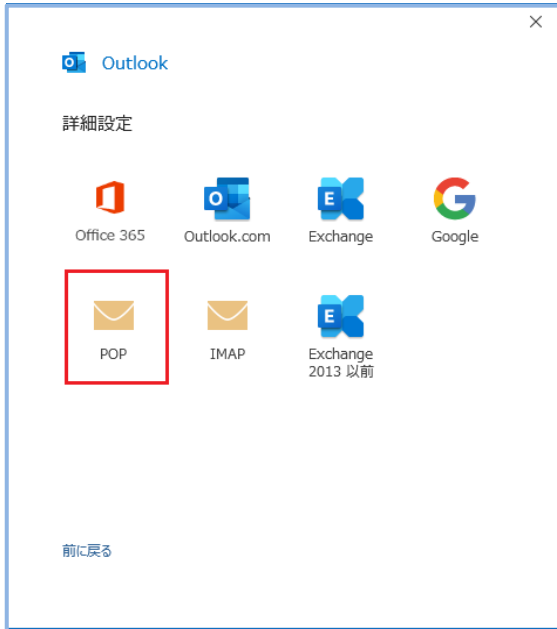 Outlook
詳細設定
Office 365
Outlook.com
Exchange
Google
POP
IMAP
Exchange
2013 以前
前に戻る